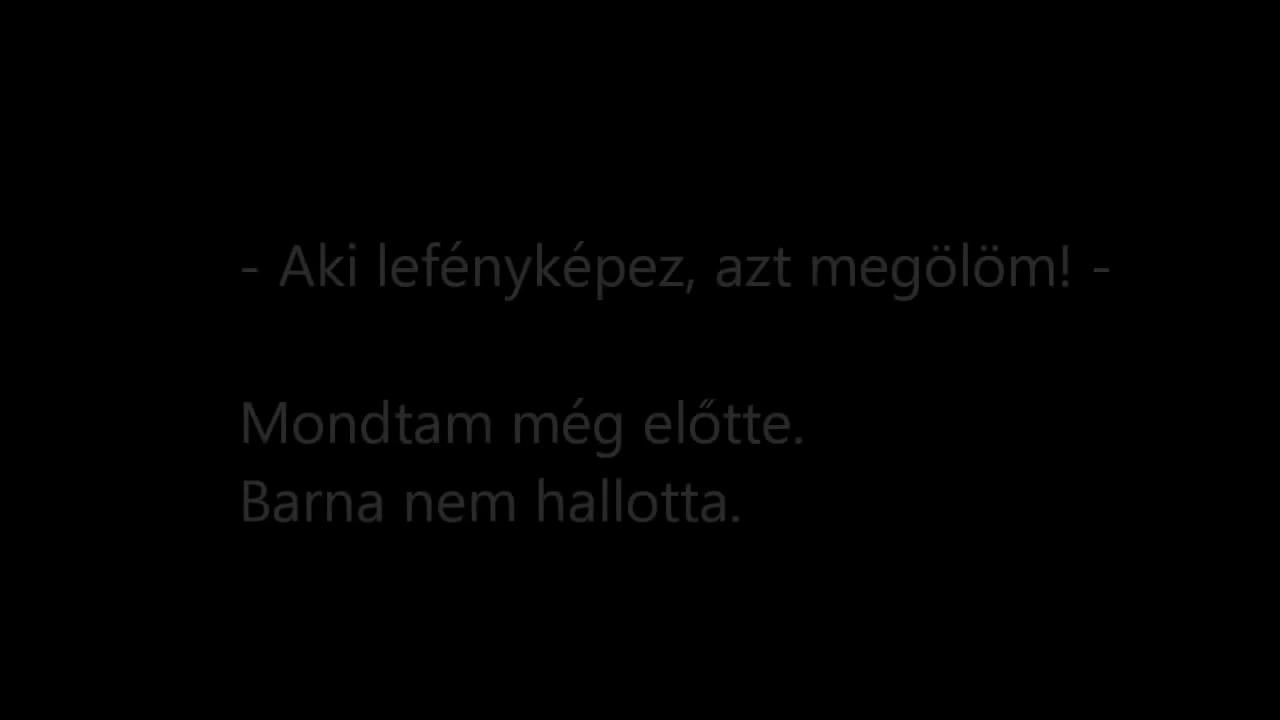 - Aki lefényképez, azt megölöm! -
Mondtam még előtte.
Barna nem hallotta.